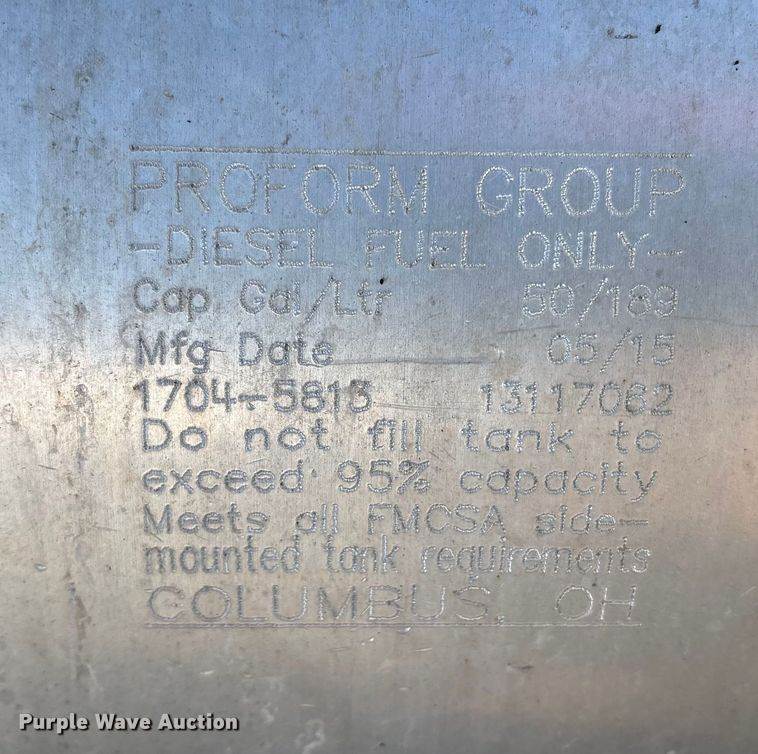 PROFORM GROUP
-DIESEL FUEL ONLY-
Cap Gal/Ltr 50/189
Mfg Date 05/15
1704-5813 13117062
Do not fill tank to
exceed 95% capacity
Meets all FMCSA side-
mounted tank requirements
COLUMBUS, OH
Purple Wave Auction